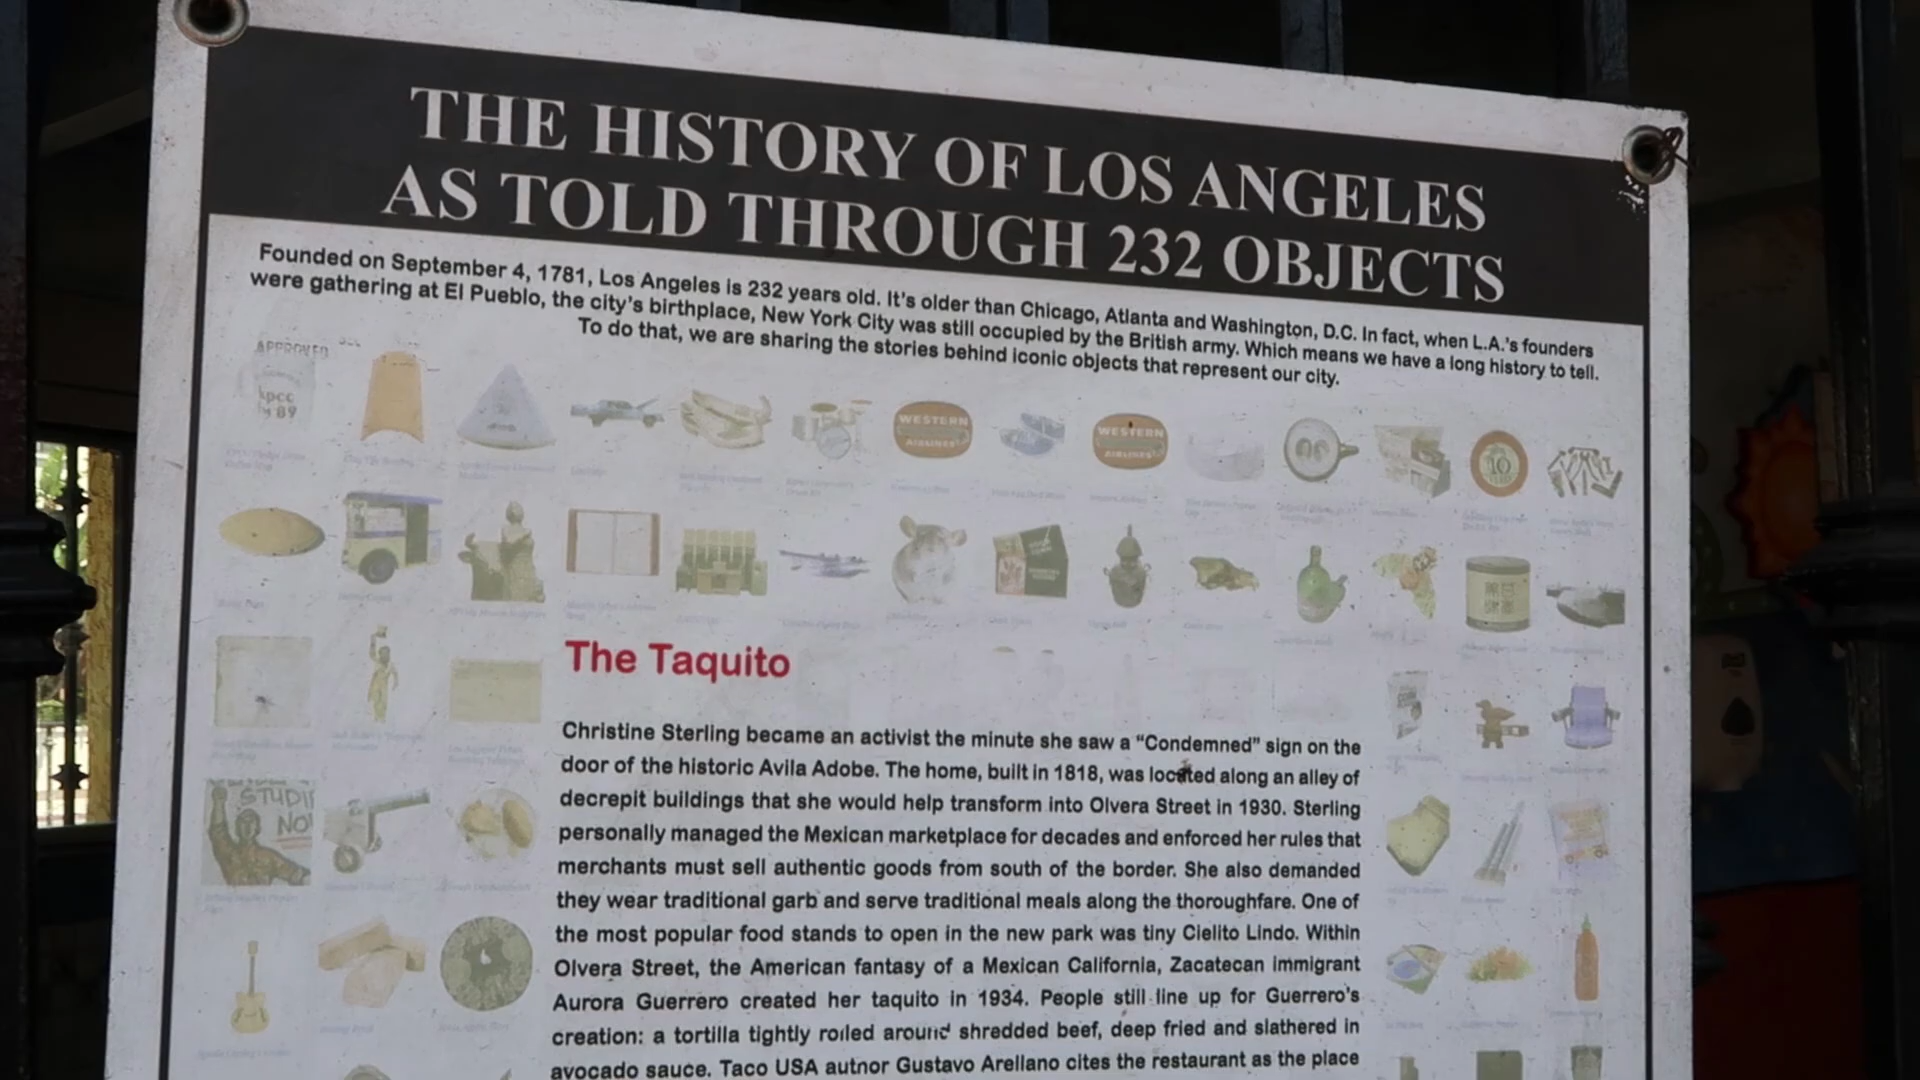 THE HISTORY OF LOS ANGELES
AS TOLD THROUGH 232 OBJECTS
Founded on September 4, 1781, Los Angeles is 232 years old. It's older than Chicago, Atlanta and Washington, D.C. In fact, when L.A.'s founders
were gathering at El Pueblo, the city's birthplace, New York City was still occupied by the British army. Which means we have a long history to tell.
To do that, we are sharing the stories behind iconic objects that represent our city.
APPROVED
kpcc
89
WESTERN
AIRLINES
WESTERN
AIRLINES
10
The Taquito
STUDI
NO
Christine Sterling became an activist the minute she saw a “Condemned” sign on the
door of the historic Avila Adobe. The home, built in 1818, was located along an alley of
decrepit buildings that she would help transform into Olvera Street in 1930. Sterling
personally managed the Mexican marketplace for decades and enforced her rules that
merchants must sell authentic goods from south of the border. She also demanded
they wear traditional garb and serve traditional meals along the thoroughfare. One of
the most popular food stands to open in the new park was tiny Cielito Lindo. Within
Olvera Street, the American fantasy of a Mexican California, Zacatecan immigrant
Aurora Guerrero created her taquito in 1934. People still line up for Guerrero's
creation: a tortilla tightly rolled around shredded beef, deep fried and slathered in
avocado sauce. Taco USA author Gustavo Arellano cites the restaurant as the place